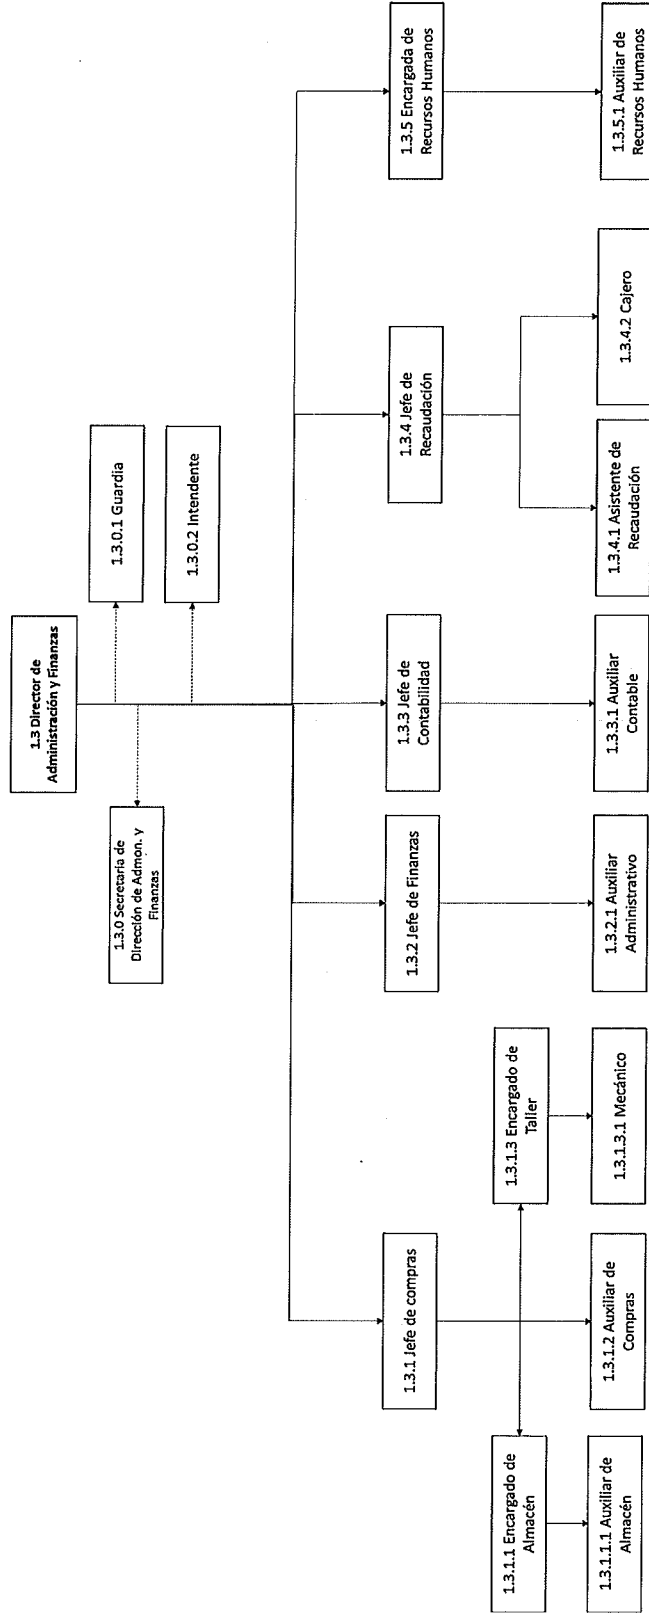 1.3 Director de
Administración y Finanzas
1.3.0 Secretaria de
Dirección de Admon. y
Finanzas
1.3.0.1 Guardia
1.3.0.2 Intendente
1.3.1 Jefe de compras
1.3.2 Jefe de Finanzas
1.3.3 Jefe de
Contabilidad
1.3.4 Jefe de
Recaudación
1.3.5 Encargada de
Recursos Humanos
1.3.1.1 Encargado de
Almacén
1.3.1.3 Encargado de
Taller
1.3.1.1.1 Auxiliar de
Almacén
1.3.1.2 Auxiliar de
Compras
1.3.1.3.1 Mecánico
1.3.2.1 Auxiliar
Administrativo
1.3.3.1 Auxiliar
Contable
1.3.4.1 Asistente de
Recaudación
1.3.4.2 Cajero
1.3.5.1 Auxiliar de
Recursos Humanos